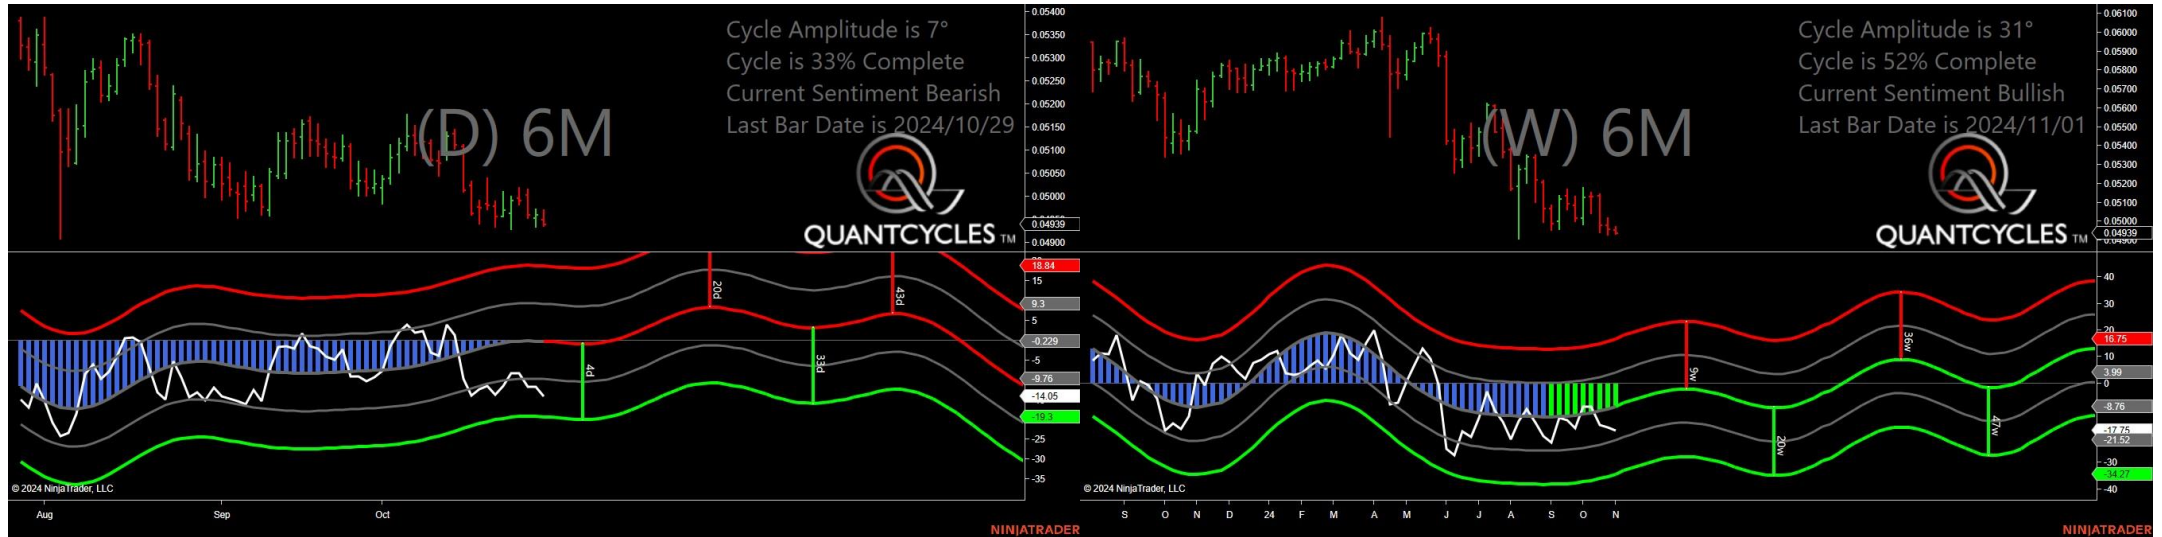 Cycle Amplitude is 7°
Cycle is 33% Complete
Current Sentiment Bearish
Last Bar Date is 2024/10/29
(D) 6M
QUANTCYCLES TM
0.05400
0.05350
0.05300
0.05250
0.05200
0.05150
0.05100
0.05050
0.05000
0.04939
0.04900
18.84
15
9.3
5
-0.229
-5
-9.76
-14.05
-19.3
-25
-30
-35
4d
20d
33d
43d
© 2024 NinjaTrader, LLC
Aug
Sep
Oct
NINJATRADER
Cycle Amplitude is 31°
Cycle is 52% Complete
Current Sentiment Bullish
Last Bar Date is 2024/11/01
(W) 6M
QUANTCYCLES TM
0.06100
0.06000
0.05900
0.05800
0.05700
0.05600
0.05500
0.05400
0.05300
0.05200
0.05100
0.05000
0.04939
40
30
20
16.75
10
3.99
0
-8.76
-17.75
-21.52
-30
-34.27
-40
9w
20w
36w
47w
© 2024 NinjaTrader, LLC
S O N D 24 F M A M J J A S O N
NINJATRADER